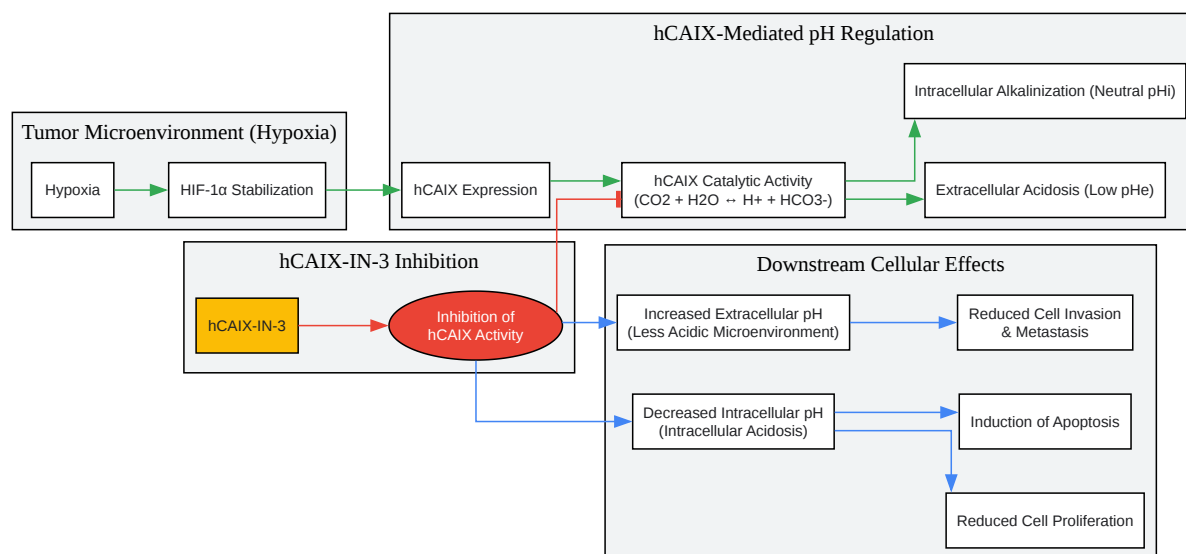 hCAIX-Mediated pH Regulation
Intracellular Alkalinization (Neutral pHi)
Tumor Microenvironment (Hypoxia)
Hypoxia
HIF-1α Stabilization
hCAIX Expression
hCAIX Catalytic Activity
(CO2 + H2O ↔ H+ + HCO3-)
Extracellular Acidosis (Low pHe)
hCAIX-IN-3 Inhibition
hCAIX-IN-3
Inhibition of
hCAIX Activity
Downstream Cellular Effects
Increased Extracellular pH
(Less Acidic Microenvironment)
Reduced Cell Invasion
& Metastasis
Decreased Intracellular pH
(Intracellular Acidosis)
Induction of Apoptosis
Reduced Cell Proliferation